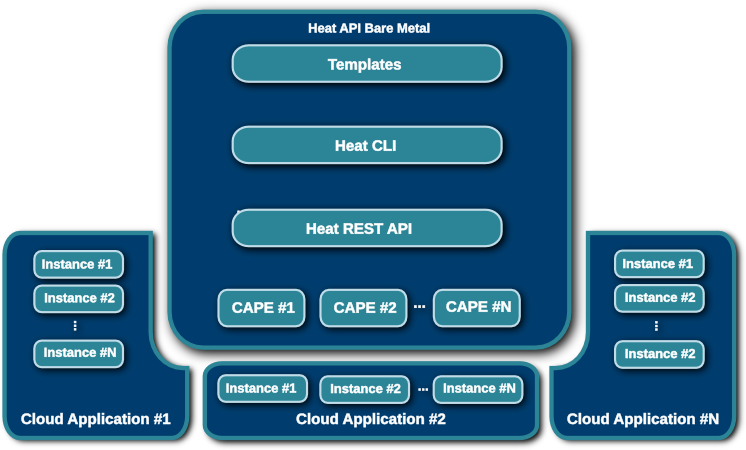 Heat API Bare Metal
Templates
Heat CLI
Heat REST API
CAPE #1 CAPE #2 ... CAPE #N
Instance #1
Instance #2
⋮
Instance #N
Cloud Application #1
Instance #1 Instance #2 ... Instance #N
Cloud Application #2
Instance #1
Instance #2
⋮
Instance #2
Cloud Application #N